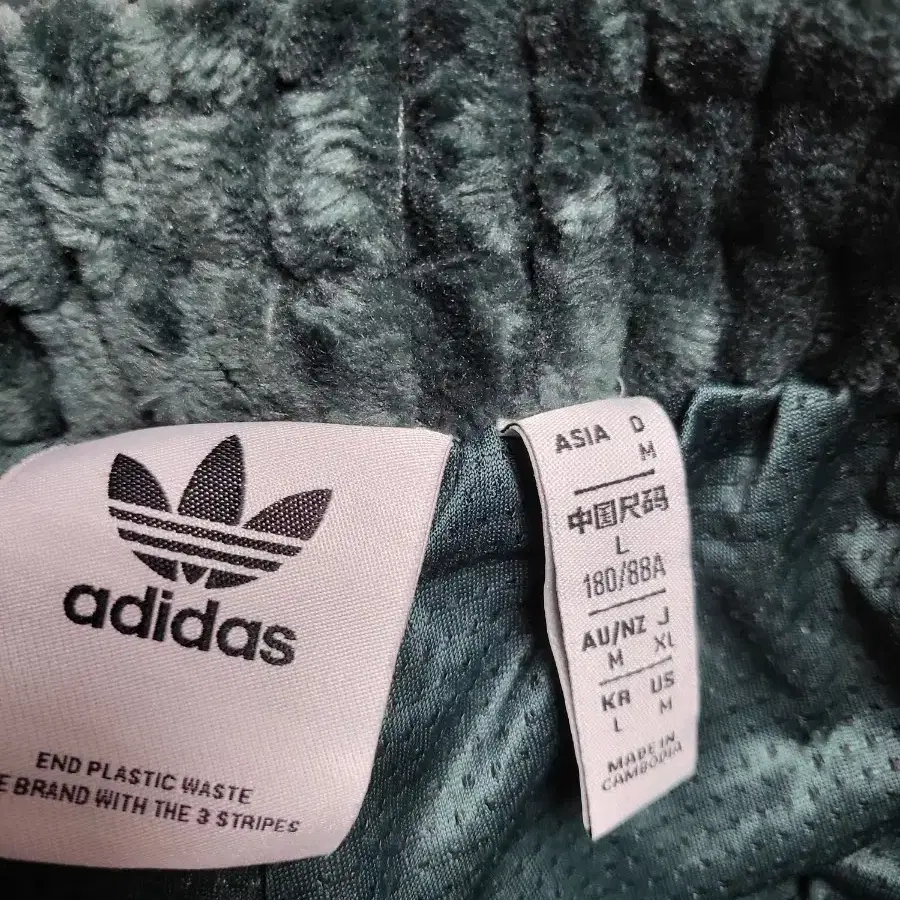 adidas
END PLASTIC WASTE
E BRAND WITH THE 3 STRIPES
ASIA D
M
中国尺码
L
180/88A
AU/NZ J
M XL
KR US
L M
MADE IN
CAMBODIA